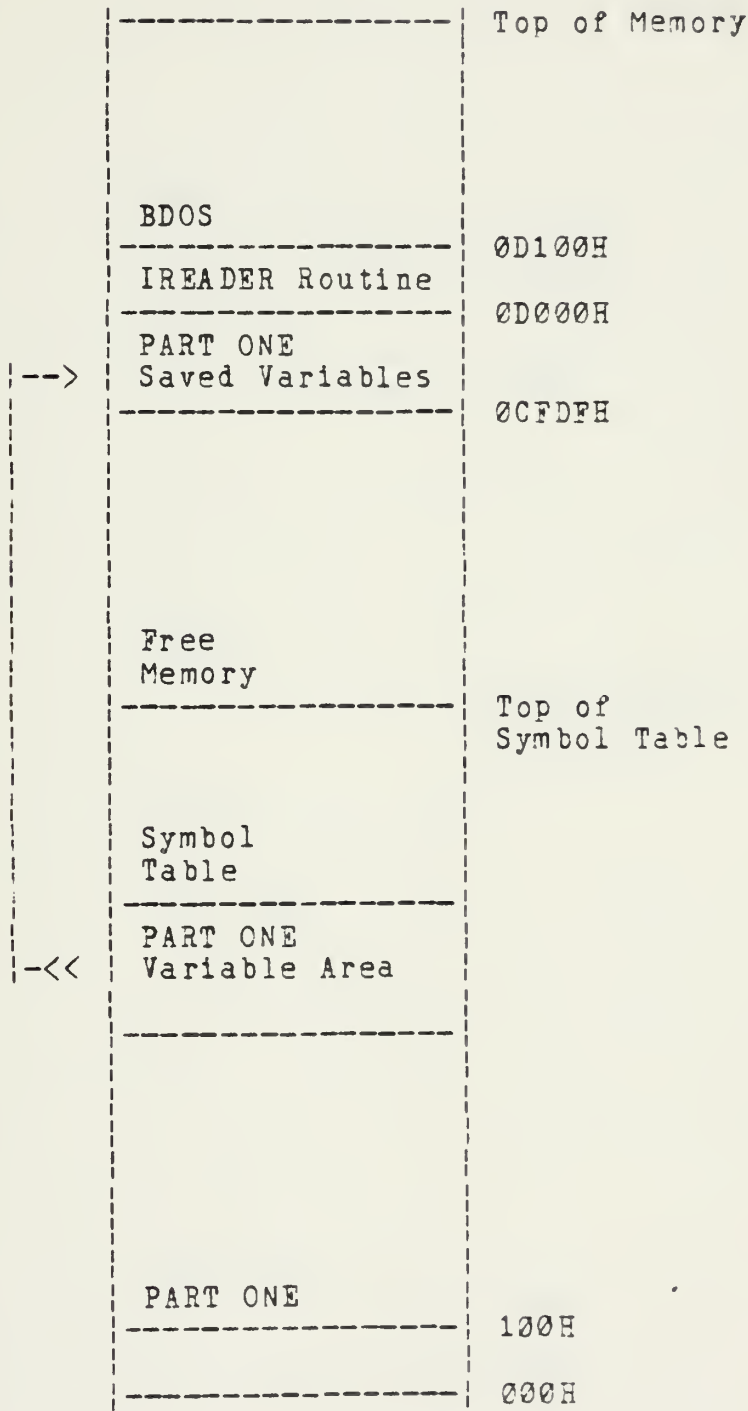 Top of Memory
BDOS
0D100H
IREADER Routine
0D000H
PART ONE
--> Saved Variables
0CFDFH
Free
Memory
Top of
Symbol Table
Symbol
Table
PART ONE
-<< Variable Area
PART ONE
100H
000H